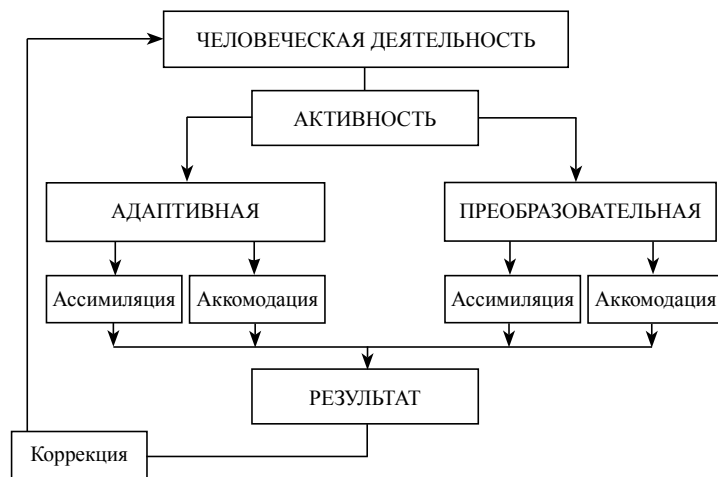 ЧЕЛОВЕЧЕСКАЯ ДЕЯТЕЛЬНОСТЬ
АКТИВНОСТЬ
АДАПТИВНАЯ
ПРЕОБРАЗОВАТЕЛЬНАЯ
Ассимиляция
Аккомодация
Ассимиляция
Аккомодация
РЕЗУЛЬТАТ
Коррекция